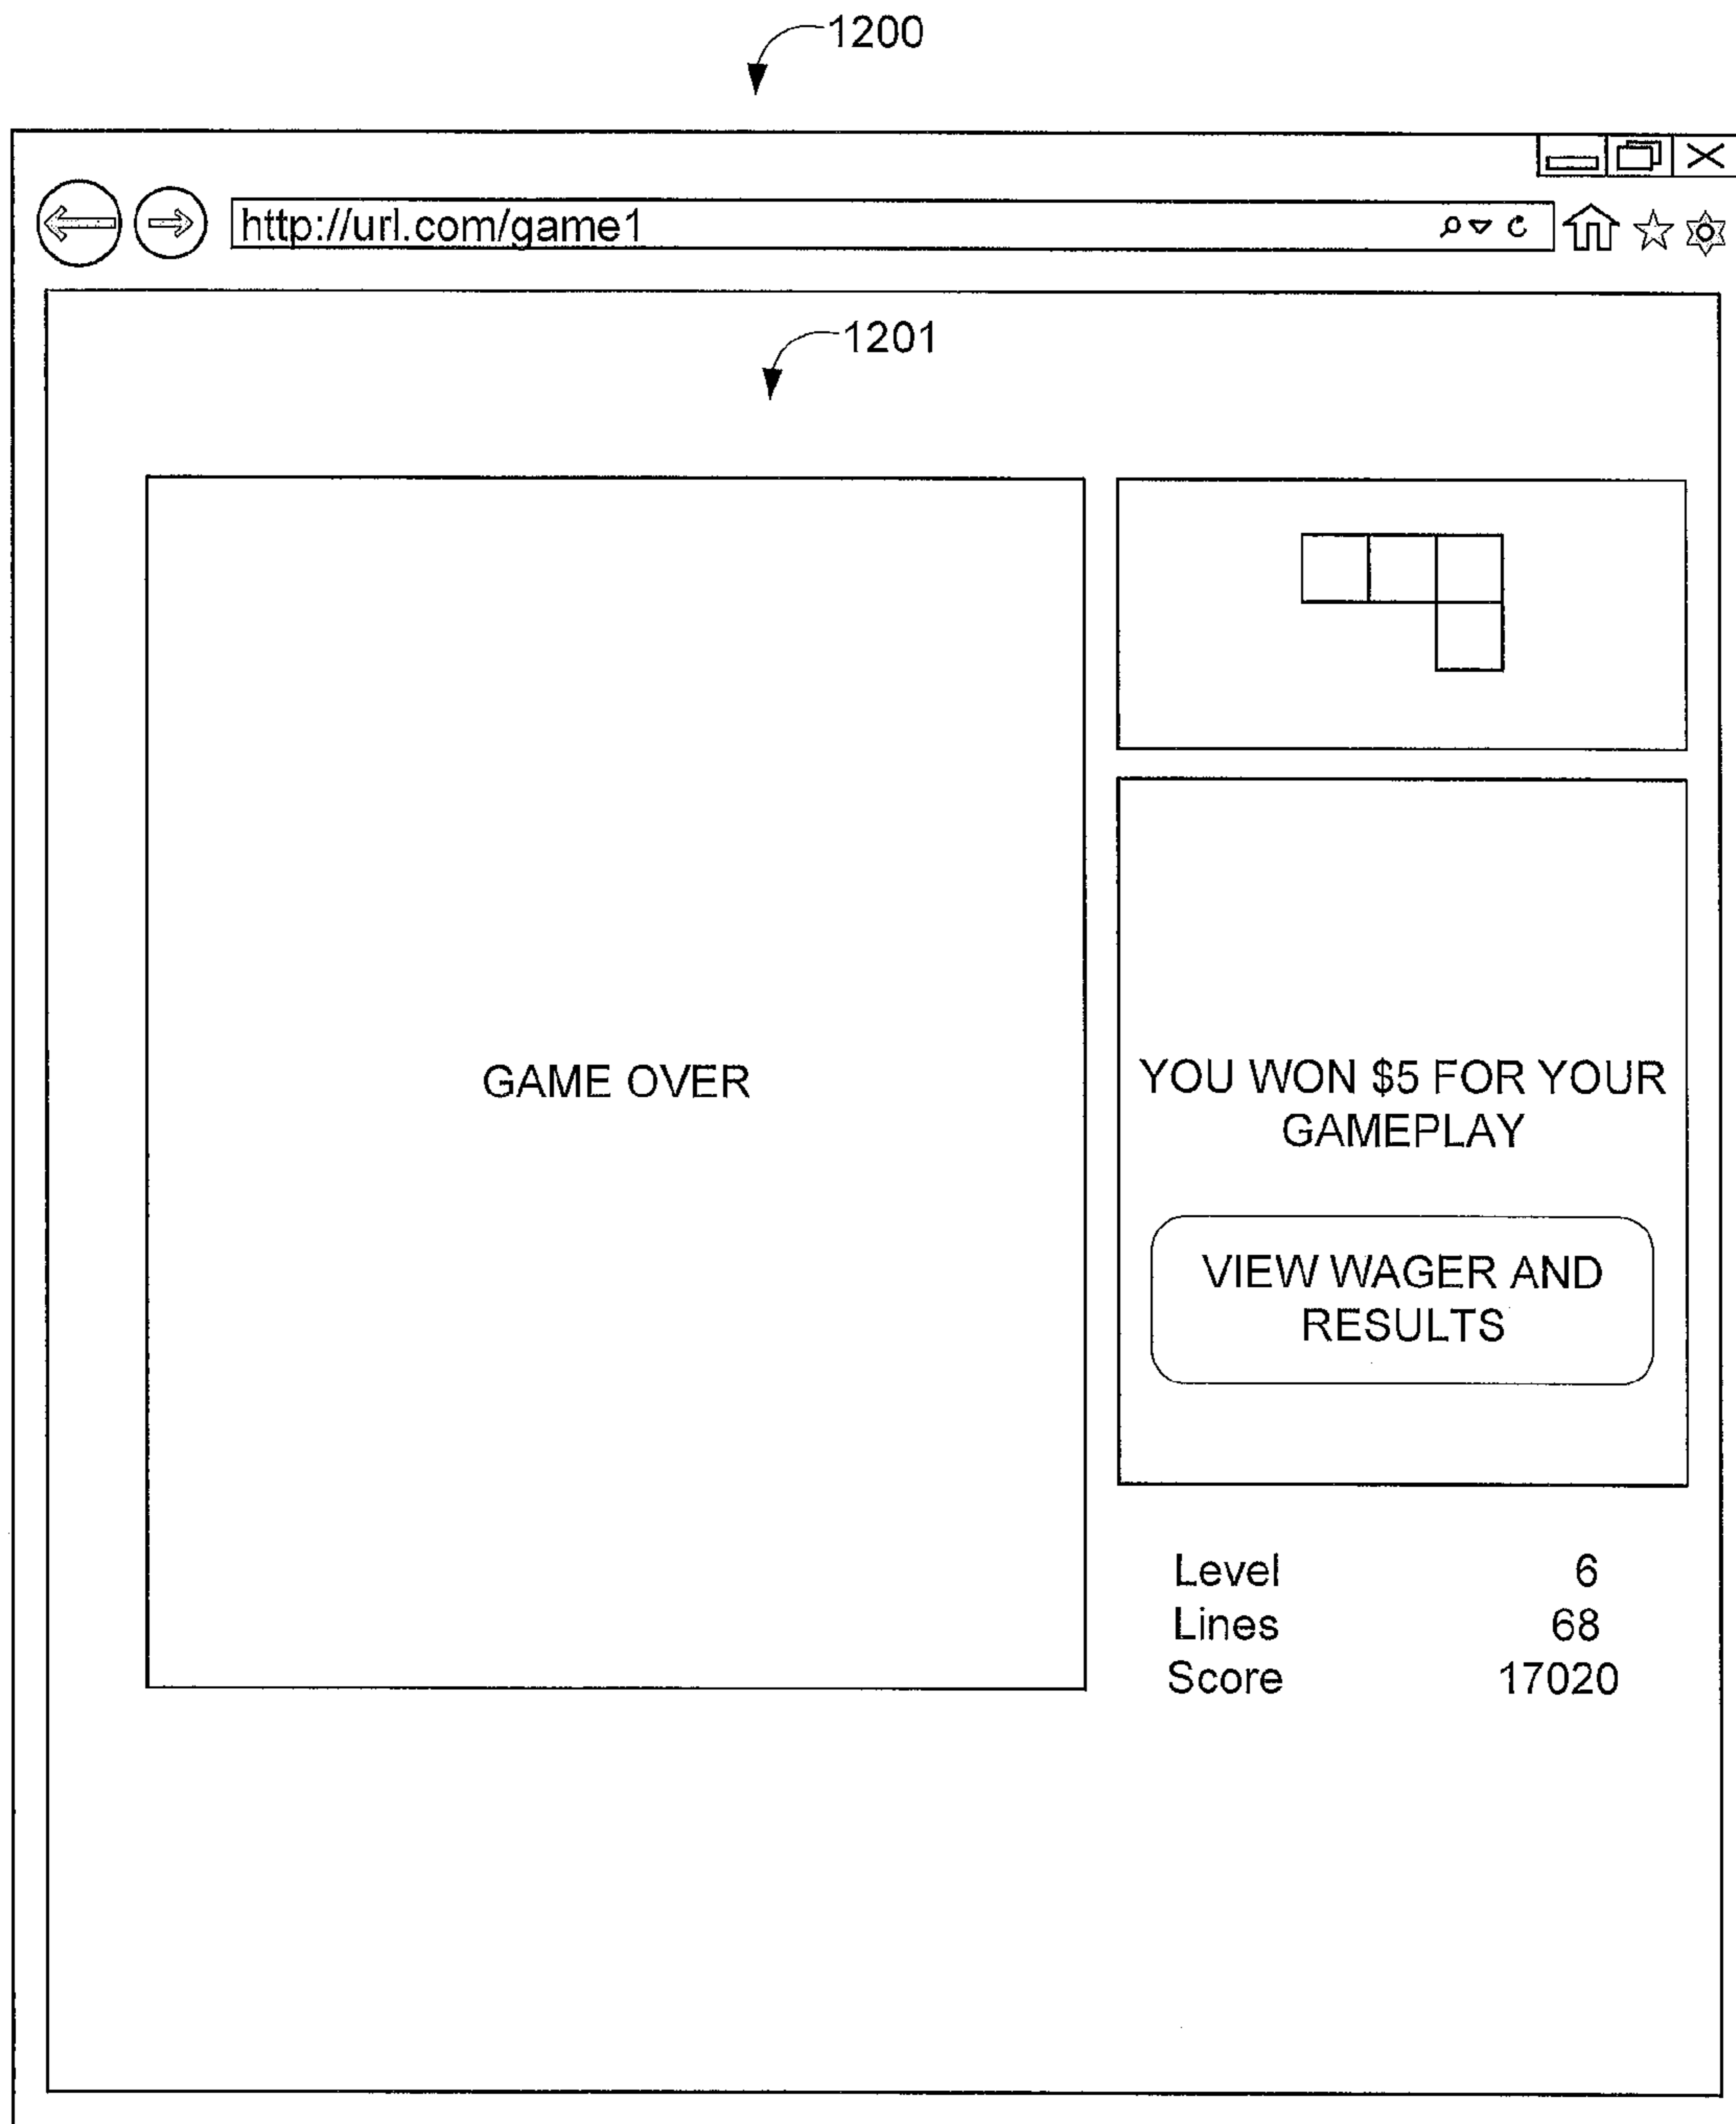 1200
http://url.com/game1
1201
GAME OVER
YOU WON $5 FOR YOUR
GAMEPLAY
VIEW WAGER AND
RESULTS
Level 6
Lines 68
Score 17020